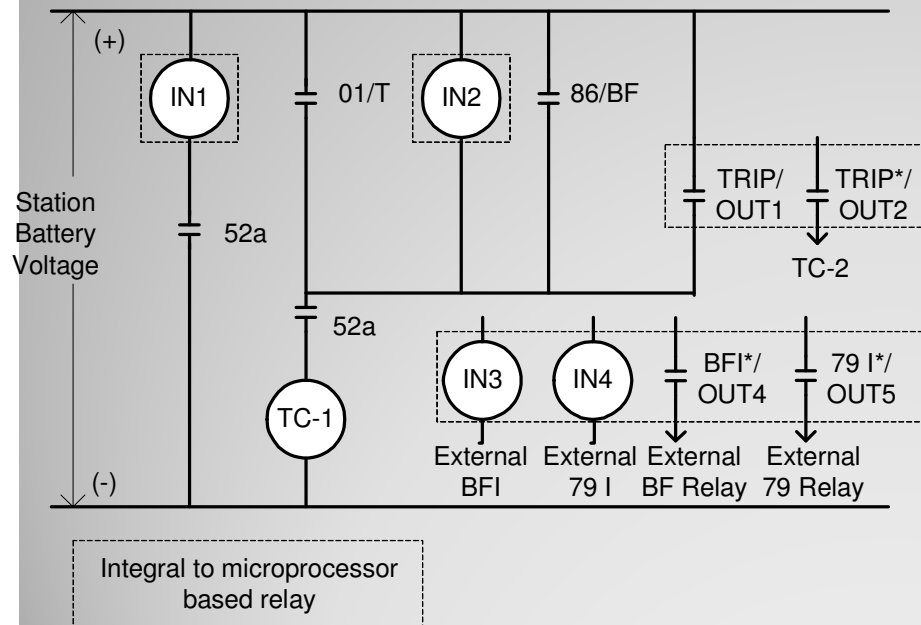 (+)
IN1
01/T
IN2
86/BF
TRIP/
OUT1
TRIP*/
OUT2
Station
Battery
Voltage
52a
TC-2
52a
TC-1
IN3
IN4
BFI*/
OUT4
79 I*/
OUT5
External
BFI
External
79 I
External
BF Relay
External
79 Relay
(-)
Integral to microprocessor
based relay